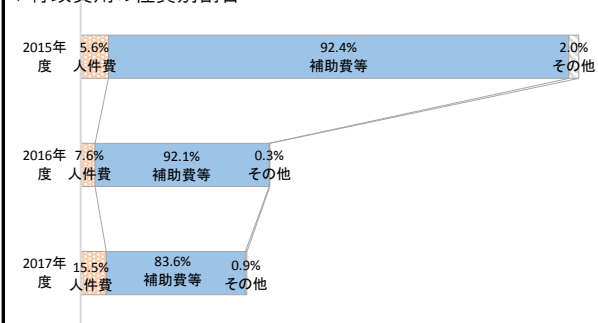 2015年度 5.6% 人件費 92.4% 補助費等 2.0% その他
2016年度 7.6% 人件費 92.1% 補助費等 0.3% その他
2017年度 15.5% 人件費 83.6% 補助費等 0.9% その他